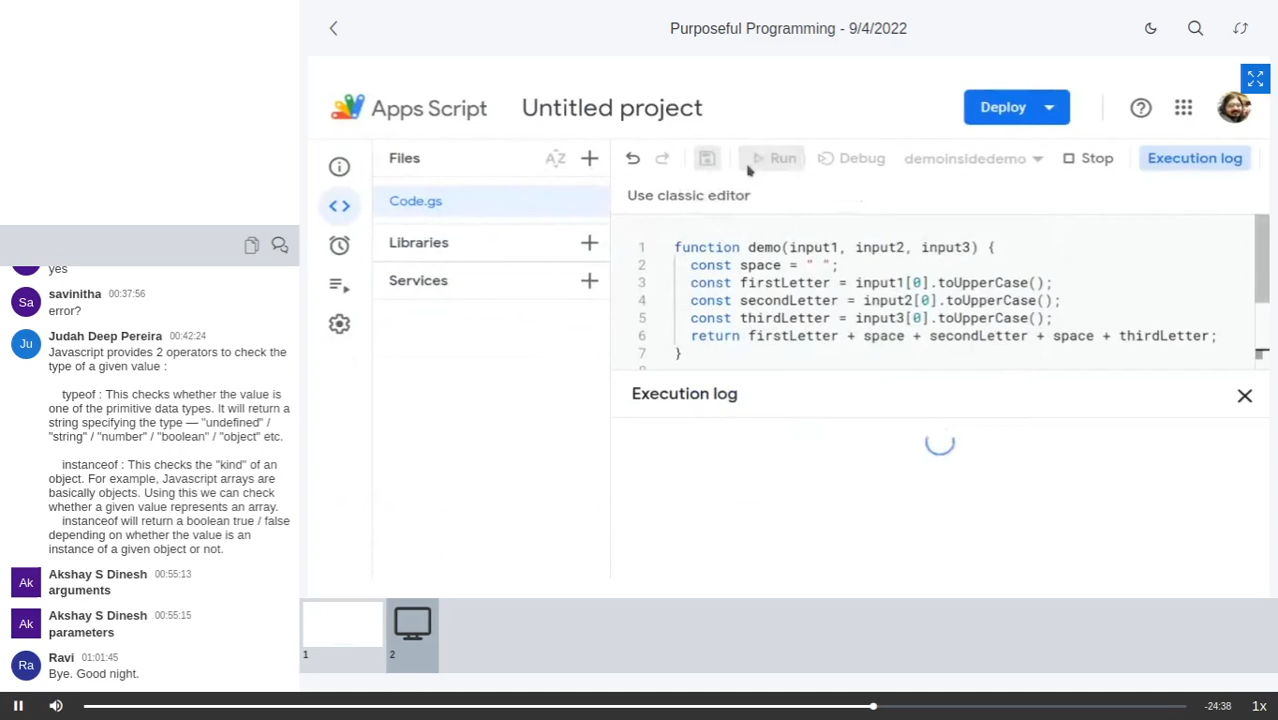 Purposeful Programming - 9/4/2022
yes
Sa
savinitha 00:37:56
error?
Ju
Judah Deep Pereira 00:42:24
Javascript provides 2 operators to check the
type of a given value :
typeof : This checks whether the value is
one of the primitive data types. It will return a
string specifying the type — "undefined" /
"string" / "number" / "boolean" / "object" etc.
instanceof : This checks the "kind" of an
object. For example, Javascript arrays are
basically objects. Using this we can check
whether a given value represents an array.
instanceof will return a boolean true / false
depending on whether the value is an
instance of a given object or not.
Ak
Akshay S Dinesh 00:55:13
arguments
Ak
Akshay S Dinesh 00:55:15
parameters
Ra
Ravi 01:01:45
Bye. Good night.
Apps Script
Untitled project
Deploy
Files
AZ
Code.gs
Libraries
Services
Run
Debug
demoinsidedemo
Stop
Execution log
Use classic editor
1 function demo(input1, input2, input3) {
2 const space = " ";
3 const firstLetter = input1[0].toUpperCase();
4 const secondLetter = input2[0].toUpperCase();
5 const thirdLetter = input3[0].toUpperCase();
6 return firstLetter + space + secondLetter + space + thirdLetter;
7 }
Execution log
1
2
-24:38
1x